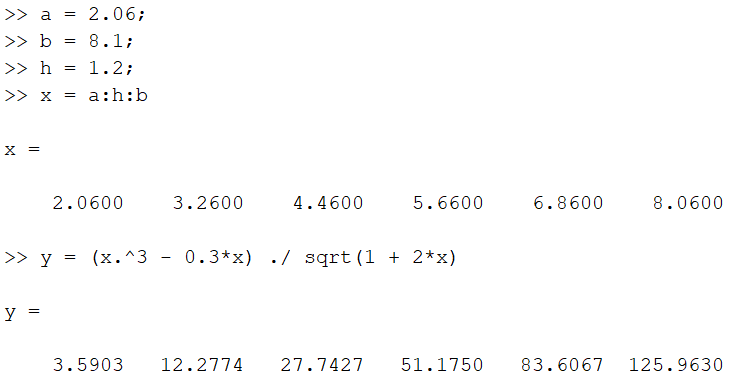 >> a = 2.06;
>> b = 8.1;
>> h = 1.2;
>> x = a:h:b
x =
2.0600 3.2600 4.4600 5.6600 6.8600 8.0600
>> y = (x.^3 - 0.3*x) ./ sqrt(1 + 2*x)
y =
3.5903 12.2774 27.7427 51.1750 83.6067 125.9630